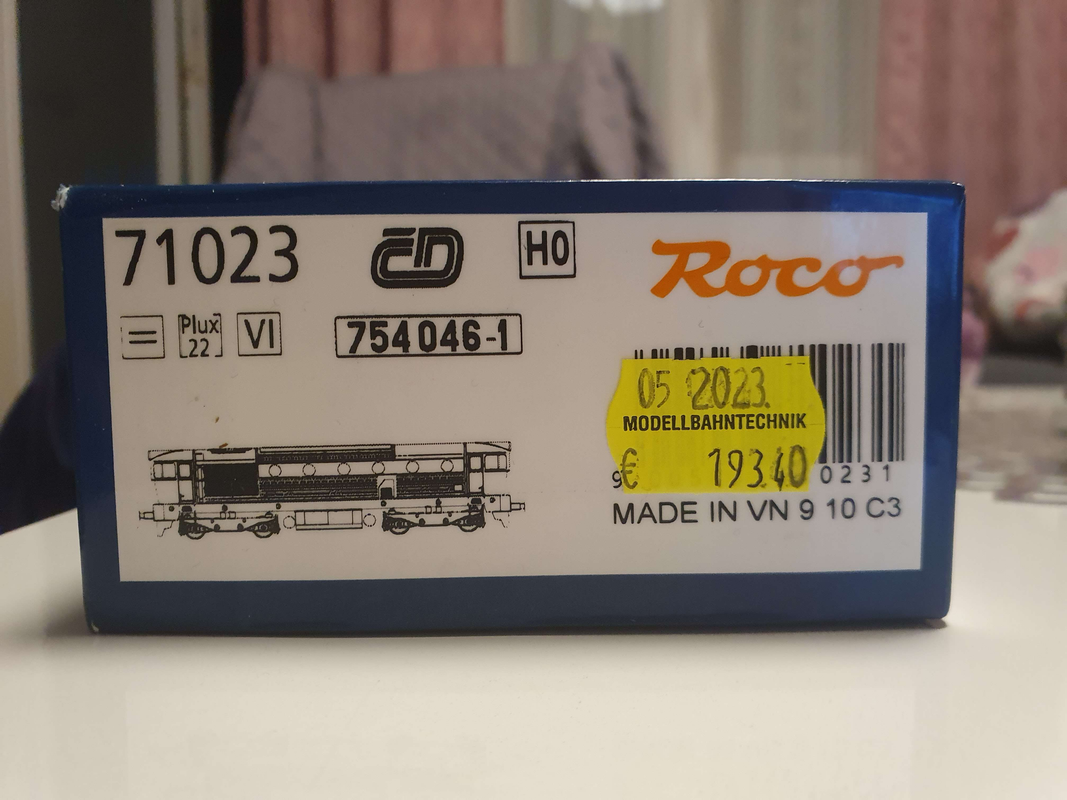 71023
ČD
H0
Roco
=
Plux
22
VI
754 046-1
05 2023
MODELLBAHNTECHNIK
€ 193.40
9
0231
MADE IN VN 9 10 C3